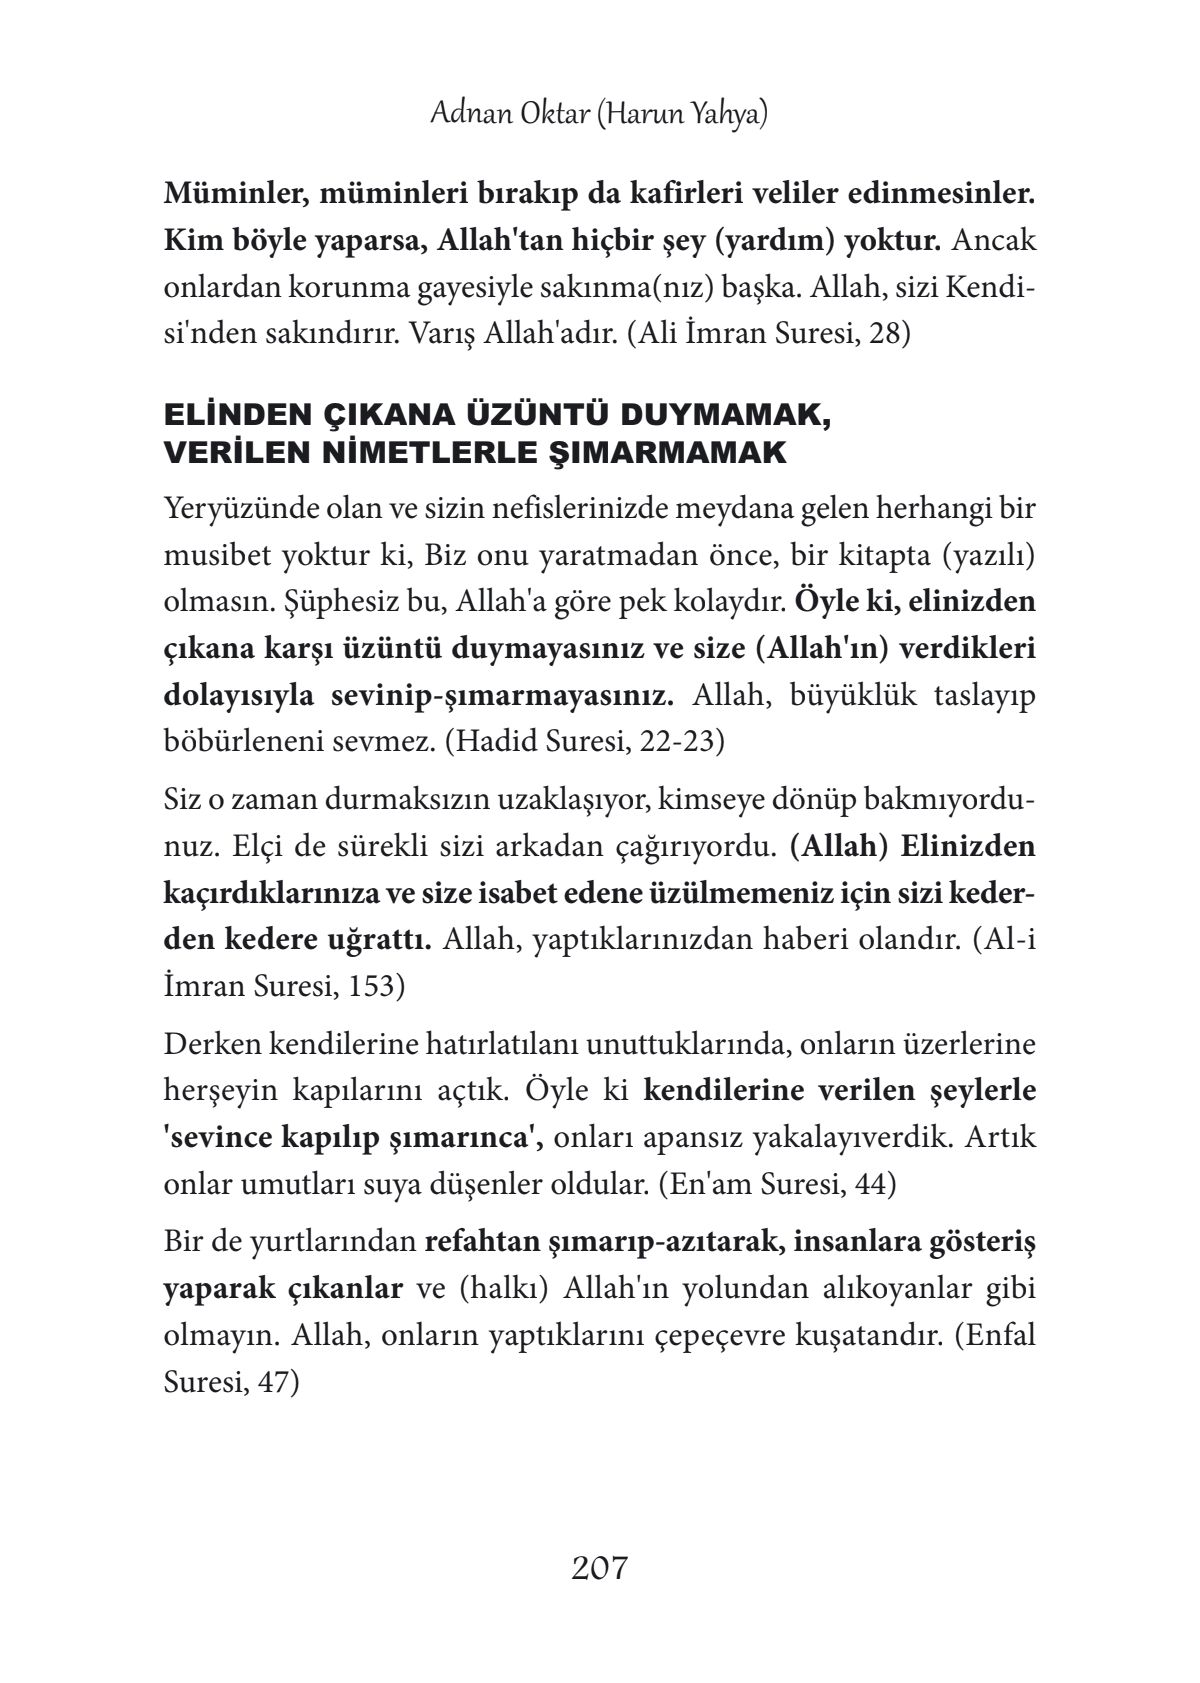 Adnan Oktar (Harun Yahya)
Müminler, müminleri bırakıp da kafirleri veliler edinmesinler.
Kim böyle yaparsa, Allah'tan hiçbir şey (yardım) yoktur. Ancak
onlardan korunma gayesiyle sakınma(nız) başka. Allah, sizi Kendi-
si'nden sakındırır. Varış Allah'adır. (Ali İmran Suresi, 28)
ELİNDEN ÇIKANA ÜZÜNTÜ DUYMAMAK,
VERİLEN NİMETLERLE ŞIMARMAMAK
Yeryüzünde olan ve sizin nefislerinizde meydana gelen herhangi bir
musibet yoktur ki, Biz onu yaratmadan önce, bir kitapta (yazılı)
olmasın. Şüphesiz bu, Allah'a göre pek kolaydır. Öyle ki, elinizden
çıkana karşı üzüntü duymayasınız ve size (Allah'ın) verdikleri
dolayısıyla sevinip-şımarmayasınız. Allah, büyüklük taslayıp
böbürleneni sevmez. (Hadid Suresi, 22-23)
Siz o zaman durmaksızın uzaklaşıyor, kimseye dönüp bakmıyordu-
nuz. Elçi de sürekli sizi arkadan çağırıyordu. (Allah) Elinizden
kaçırdıklarınıza ve size isabet edene üzülmemeniz için sizi keder-
den kedere uğrattı. Allah, yaptıklarınızdan haberi olandır. (Al-i
İmran Suresi, 153)
Derken kendilerine hatırlatılanı unuttuklarında, onların üzerlerine
herşeyin kapılarını açtık. Öyle ki kendilerine verilen şeylerle
'sevince kapılıp şımarınca', onları apansız yakalayıverdik. Artık
onlar umutları suya düşenler oldular. (En'am Suresi, 44)
Bir de yurtlarından refahtan şımarıp-azıtarak, insanlara gösteriş
yaparak çıkanlar ve (halkı) Allah'ın yolundan alıkoyanlar gibi
olmayın. Allah, onların yaptıklarını çepeçevre kuşatandır. (Enfal
Suresi, 47)
207